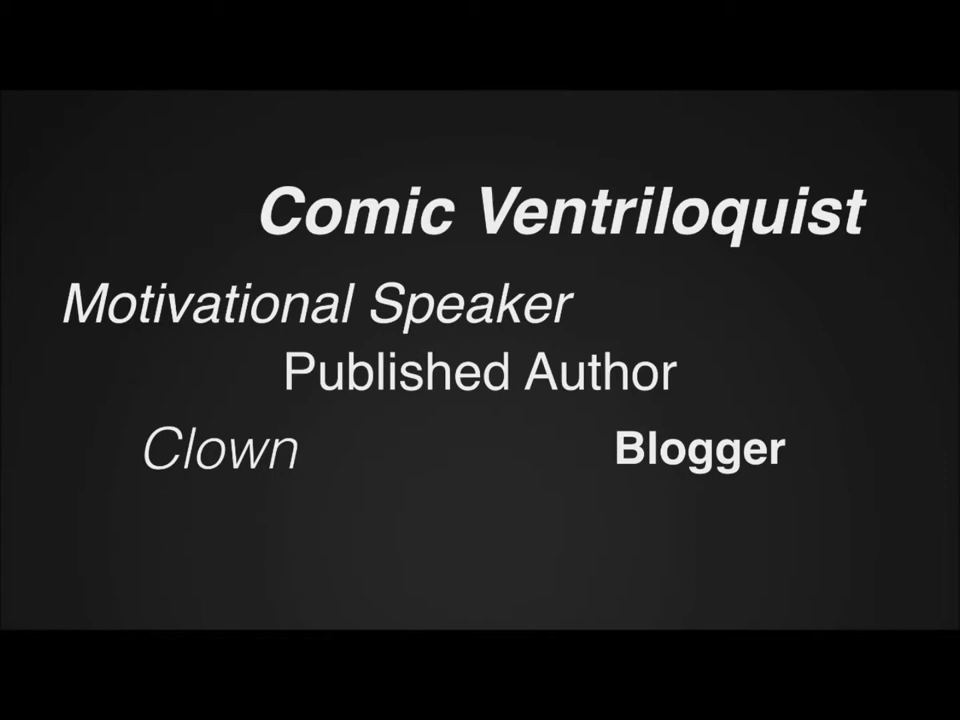 Comic Ventriloquist
Motivational Speaker
Published Author
Clown
Blogger